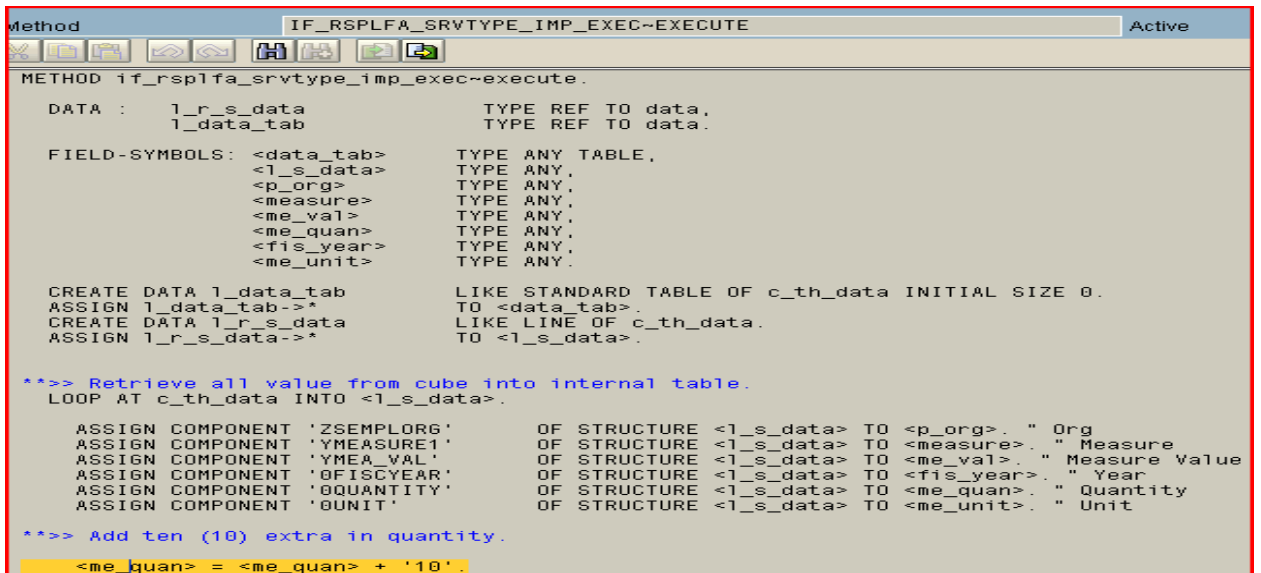 Method IF_RSPLFA_SRVTYPE_IMP_EXEC~EXECUTE Active
METHOD if_rsplfa_srvtype_imp_exec~execute.
DATA : l_r_s_data TYPE REF TO data,
l_data_tab TYPE REF TO data.
FIELD-SYMBOLS: <data_tab> TYPE ANY TABLE,
<l_s_data> TYPE ANY,
<p_org> TYPE ANY,
<measure> TYPE ANY,
<me_val> TYPE ANY,
<me_quan> TYPE ANY,
<fis_year> TYPE ANY,
<me_unit> TYPE ANY.
CREATE DATA l_data_tab LIKE STANDARD TABLE OF c_th_data INITIAL SIZE 0.
ASSIGN l_data_tab->* TO <data_tab>.
CREATE DATA l_r_s_data LIKE LINE OF c_th_data.
ASSIGN l_r_s_data->* TO <l_s_data>.
**>> Retrieve all value from cube into internal table.
LOOP AT c_th_data INTO <l_s_data>.
ASSIGN COMPONENT 'ZSEMPLORG' OF STRUCTURE <l_s_data> TO <p_org>. " Org
ASSIGN COMPONENT 'YMEASURE1' OF STRUCTURE <l_s_data> TO <measure>. " Measure
ASSIGN COMPONENT 'YMEA_VAL' OF STRUCTURE <l_s_data> TO <me_val>. " Measure Value
ASSIGN COMPONENT '0FISCYEAR' OF STRUCTURE <l_s_data> TO <fis_year>. " Year
ASSIGN COMPONENT '0QUANTITY' OF STRUCTURE <l_s_data> TO <me_quan>. " Quantity
ASSIGN COMPONENT '0UNIT' OF STRUCTURE <l_s_data> TO <me_unit>. " Unit
**>> Add ten (10) extra in quantity.
<me_quan> = <me_quan> + '10'.